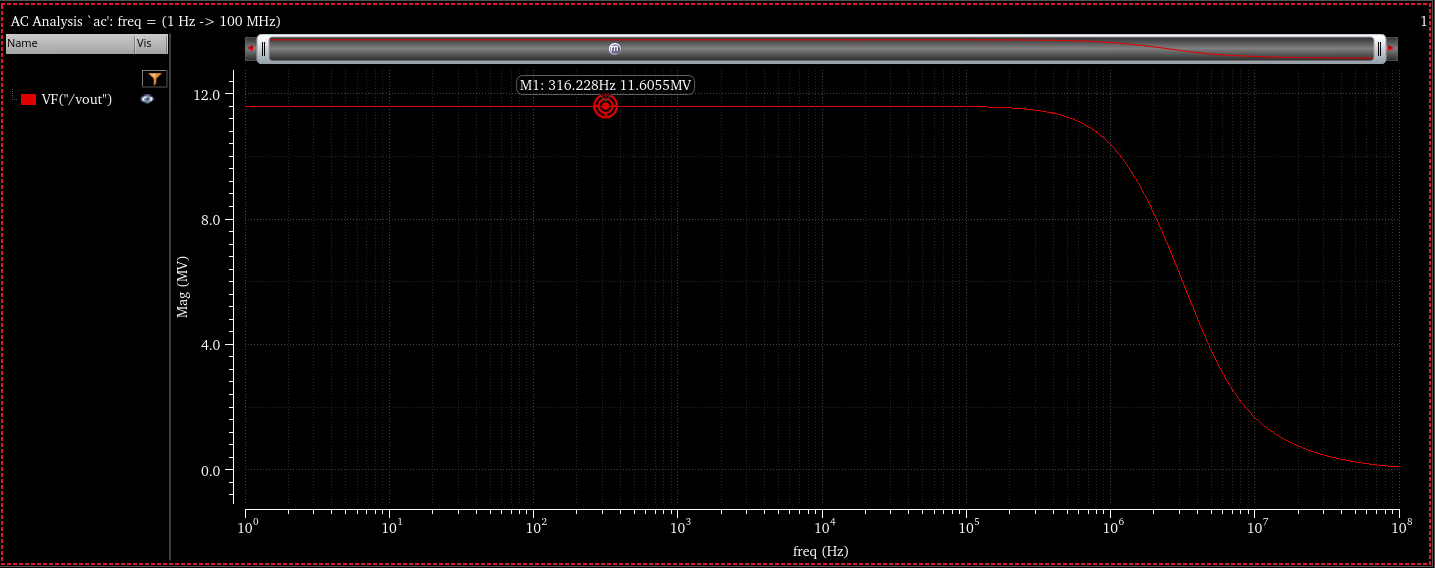 AC Analysis `ac': freq = (1 Hz -> 100 MHz)
1
Name Vis
VF("/vout")
m
M1: 316.228Hz 11.6055MV
12.0
8.0
4.0
0.0
Mag (MV)
10⁰ 10¹ 10² 10³ 10⁴ 10⁵ 10⁶ 10⁷ 10⁸
freq (Hz)